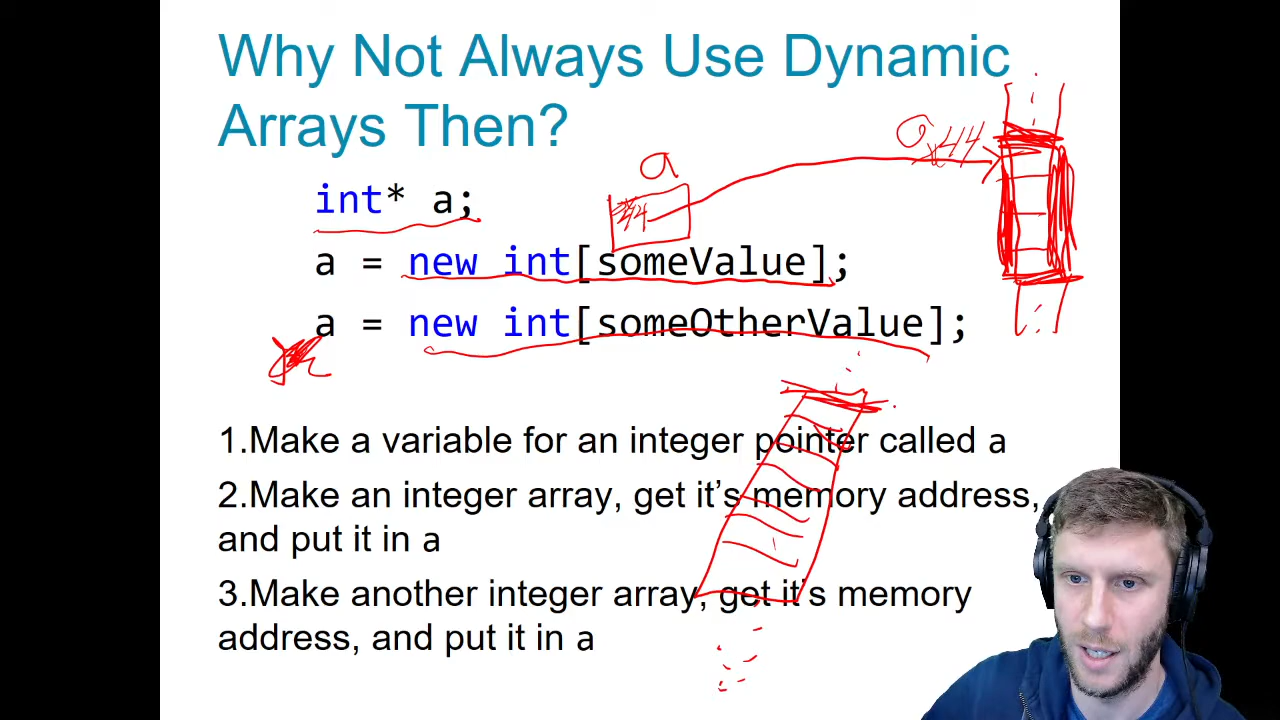 Why Not Always Use Dynamic
Arrays Then?
int* a;
a = new int[someValue];
a = new int[someOtherValue];
a
0x44
44
1.Make a variable for an integer pointer called a
2.Make an integer array, get it's memory address,
and put it in a
3.Make another integer array, get it's memory
address, and put it in a